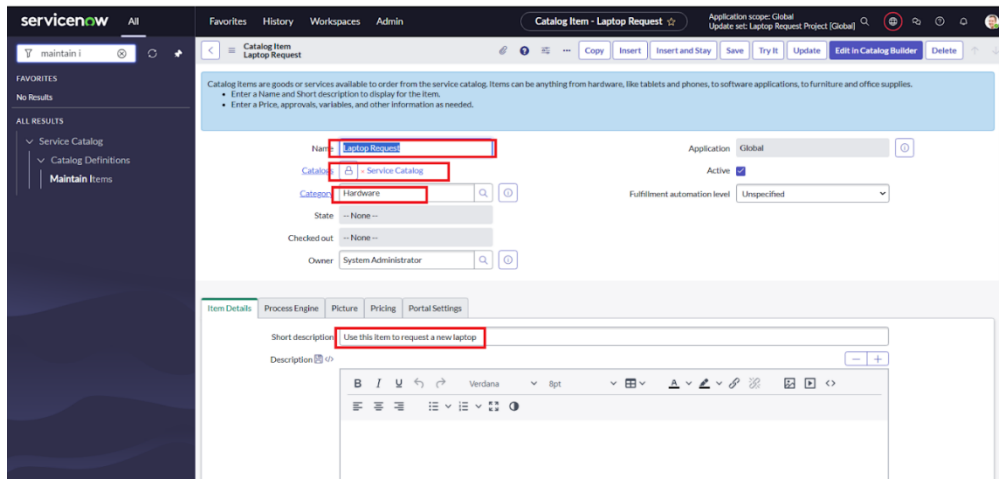 servicenow All Favorites History Workspaces Admin Catalog Item - Laptop Request Application scope: Global
Update set: Laptop Request Project [Global]
maintain i
Catalog Item
Laptop Request
Copy Insert Insert and Stay Save Try It Update Edit in Catalog Builder Delete
FAVORITES
No Results
ALL RESULTS
Service Catalog
Catalog Definitions
Maintain Items
Catalog items are goods or services available to order from the service catalog. Items can be anything from hardware, like tablets and phones, to software applications, to furniture and office supplies.
• Enter a Name and Short description to display for the item.
• Enter a Price, approvals, variables, and other information as needed.
Name Laptop Request Application Global
Catalogs Service Catalog Active
Category Hardware Fulfillment automation level Unspecified
State -- None --
Checked out -- None --
Owner System Administrator
Item Details Process Engine Picture Pricing Portal Settings
Short description Use this item to request a new laptop
Description
B I U Verdana 8pt A